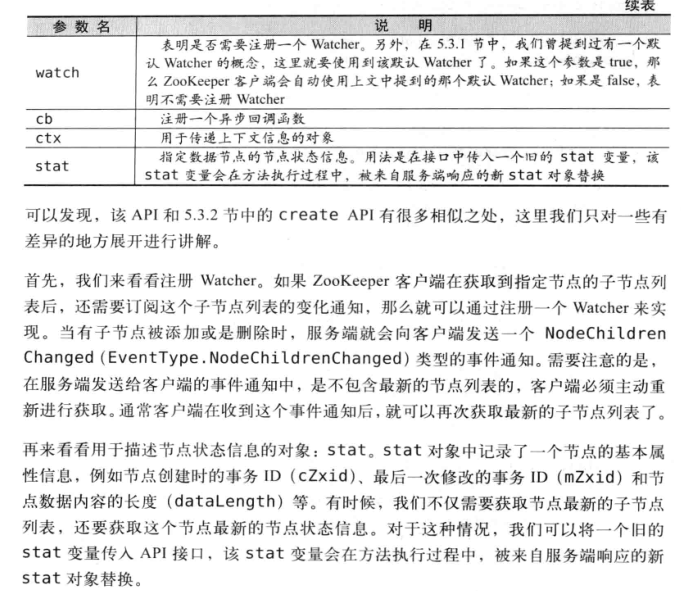 续表
参 数 名 说 明
watch 表明是否需要注册一个 Watcher。另外，在 5.3.1 节中，我们曾提到过有一个默
认 Watcher 的概念，这里就要使用到该默认 Watcher 了。如果这个参数是 true，那
么 ZooKeeper 客户端会自动使用上文中提到的那个默认 Watcher；如果是 false，表
明不需要注册 Watcher
cb 注册一个异步回调函数
ctx 用于传递上下文信息的对象
stat 指定数据节点的节点状态信息。用法是在接口中传入一个旧的 stat 变量，该
stat 变量会在方法执行过程中，被来自服务端响应的新 stat 对象替换
可以发现，该 API 和 5.3.2 节中的 create API 有很多相似之处，这里我们只对一些有
差异的地方展开进行讲解。
首先，我们来看看注册 Watcher。如果 ZooKeeper 客户端在获取到指定节点的子节点列
表后，还需要订阅这个子节点列表的变化通知，那么就可以通过注册一个 Watcher 来实
现。当有子节点被添加或是删除时，服务端就会向客户端发送一个 NodeChildren
Changed（EventType.NodeChildrenChanged）类型的事件通知。需要注意的是，
在服务端发送给客户端的事件通知中，是不包含最新的节点列表的，客户端必须主动重
新进行获取。通常客户端在收到这个事件通知后，就可以再次获取最新的子节点列表了。
再来看看用于描述节点状态信息的对象：stat。stat 对象中记录了一个节点的基本属
性信息，例如节点创建时的事务 ID（cZxid）、最后一次修改的事务 ID（mZxid）和节
点数据内容的长度（dataLength）等。有时候，我们不仅需要获取节点最新的子节点
列表，还要获取这个节点最新的节点状态信息。对于这种情况，我们可以将一个旧的
stat 变量传入 API 接口，该 stat 变量会在方法执行过程中，被来自服务端响应的新
stat 对象替换。